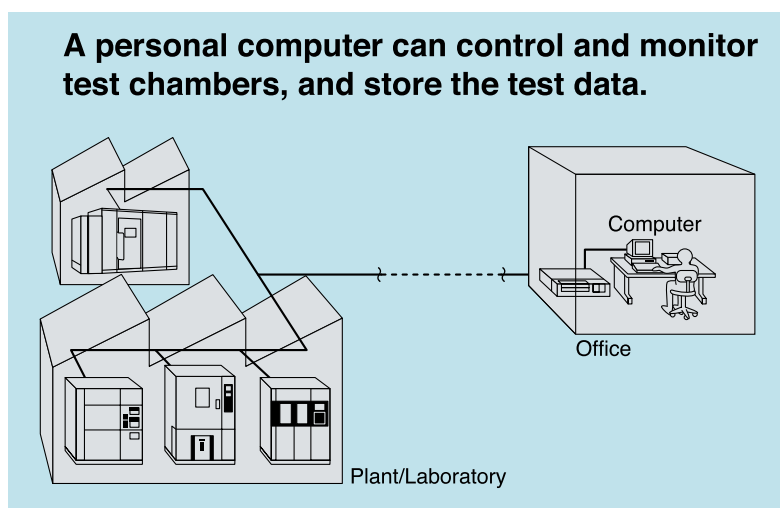 A personal computer can control and monitor
test chambers, and store the test data.
Computer
Office
Plant/Laboratory